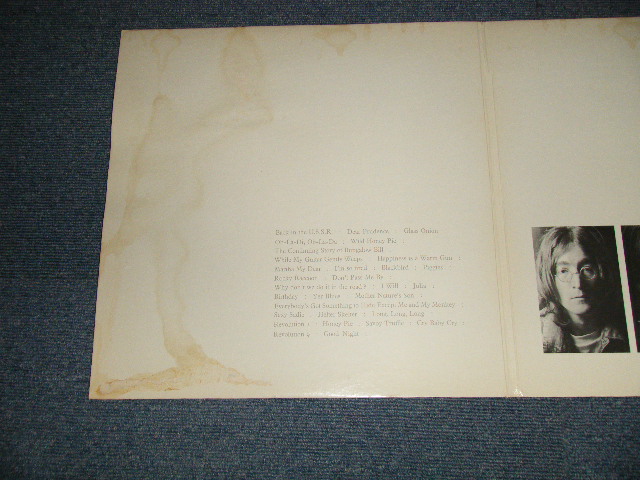 Back in the U.S.S.R. : Dear Prudence : Glass Onion
Ob-La-Di, Ob-La-Da : Wild Honey Pie
The Continuing Story of Bungalow Bill
While My Guitar Gently Weeps : Happiness is a Warm Gun :
Martha My Dear : I'm so tired : Blackbird : Piggies :
Rocky Raccoon : Don't Pass Me By
Why don't we do it in the road? : I Will : Julia :
Birthday : Yer Blues : Mother Nature's Son :
Everybody's Got Something to Hide Except Me and My Monkey
Sexy Sadie : Helter Skelter : Long, Long, Long
Revolution 1 : Honey Pie : Savoy Truffle : Cry Baby Cry :
Revolution 9 : Good Night